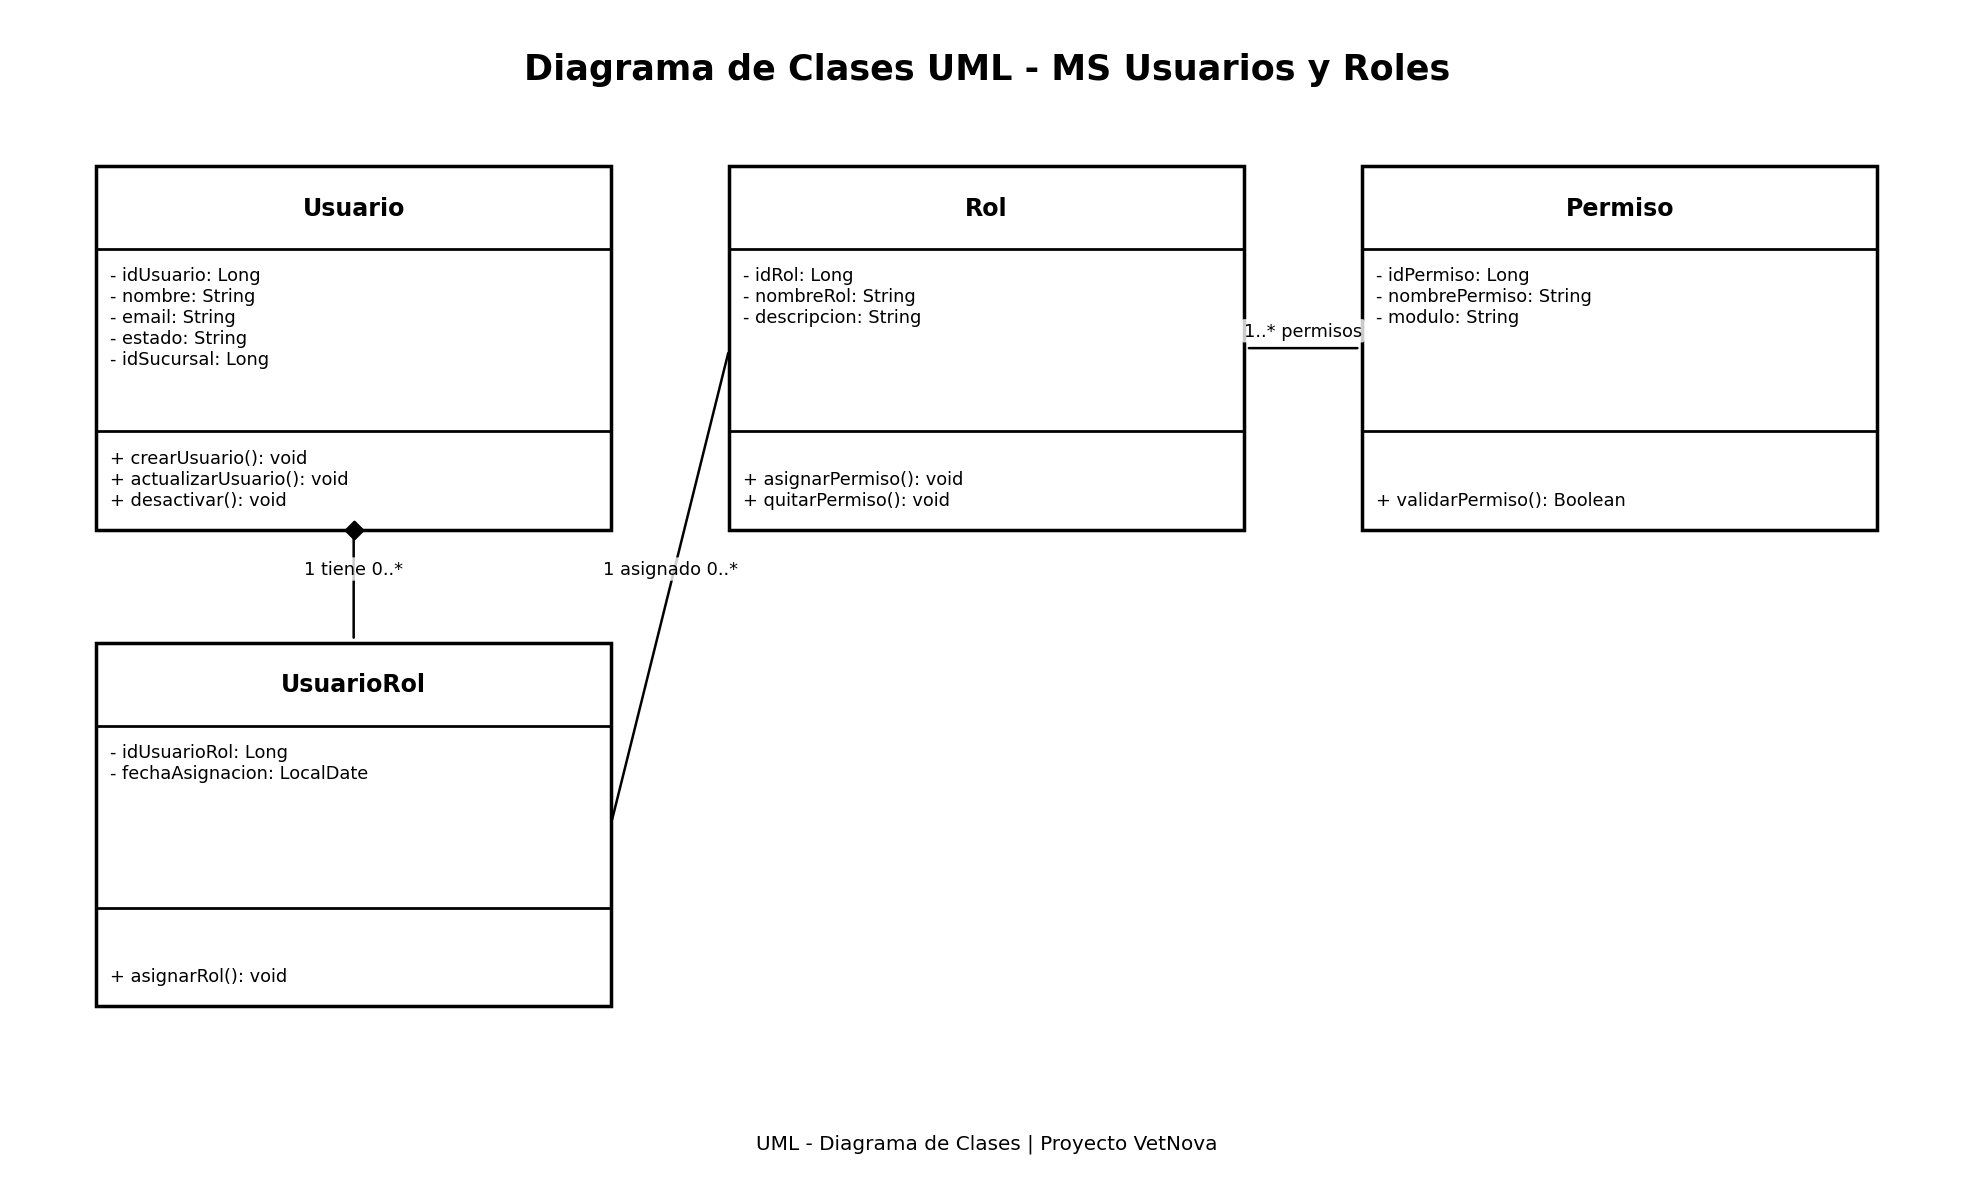 Diagrama de Clases UML - MS Usuarios y Roles
Usuario
- idUsuario: Long
- nombre: String
- email: String
- estado: String
- idSucursal: Long
+ crearUsuario(): void
+ actualizarUsuario(): void
+ desactivar(): void
Rol
- idRol: Long
- nombreRol: String
- descripcion: String
+ asignarPermiso(): void
+ quitarPermiso(): void
1..* permisos
Permiso
- idPermiso: Long
- nombrePermiso: String
- modulo: String
+ validarPermiso(): Boolean
1 tiene 0..*
1 asignado 0..*
UsuarioRol
- idUsuarioRol: Long
- fechaAsignacion: LocalDate
+ asignarRol(): void
UML - Diagrama de Clases | Proyecto VetNova